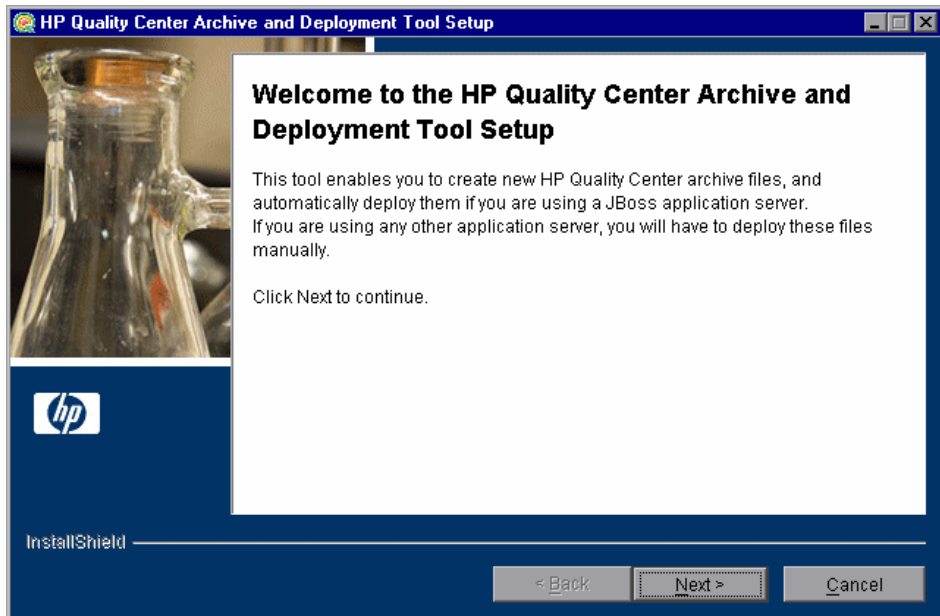 HP Quality Center Archive and Deployment Tool Setup
Welcome to the HP Quality Center Archive and
Deployment Tool Setup
This tool enables you to create new HP Quality Center archive files, and
automatically deploy them if you are using a JBoss application server.
If you are using any other application server, you will have to deploy these files
manually.
Click Next to continue.
hp
InstallShield
< Back
Next >
Cancel